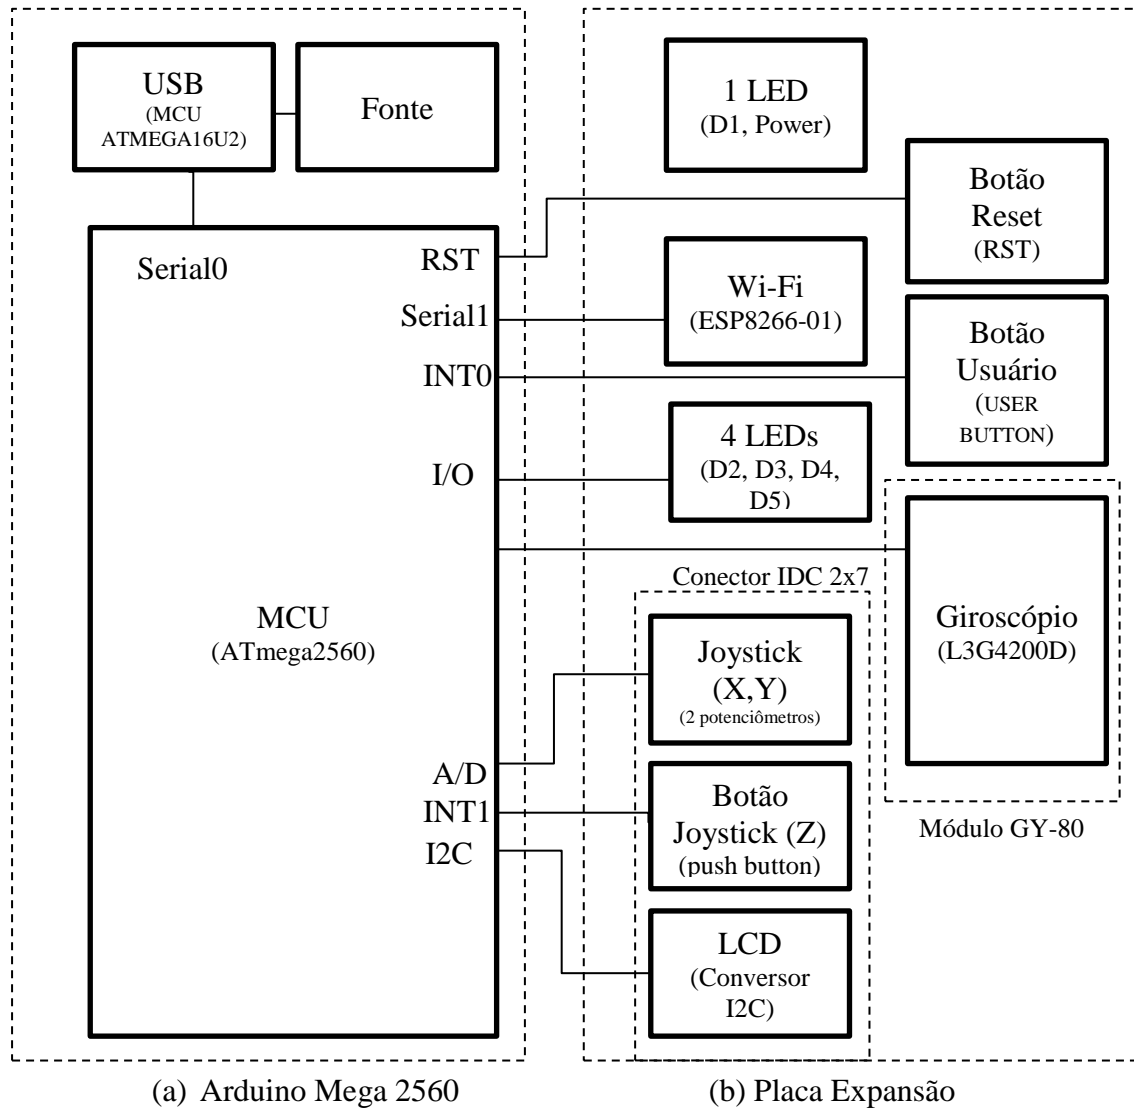 USB
(MCU
ATMEGA16U2)
Fonte
Serial0
RST
Serial1
INT0
I/O
MCU
(ATmega2560)
A/D
INT1
I2C
1 LED
(D1, Power)
Botão
Reset
(RST)
Wi-Fi
(ESP8266-01)
Botão
Usuário
(USER
BUTTON)
4 LEDs
(D2, D3, D4,
D5)
Conector IDC 2x7
Giroscópio
(L3G4200D)
Joystick
(X,Y)
(2 potenciômetros)
Botão
Joystick (Z)
(push button)
Módulo GY-80
LCD
(Conversor
I2C)
(a) Arduino Mega 2560
(b) Placa Expansão